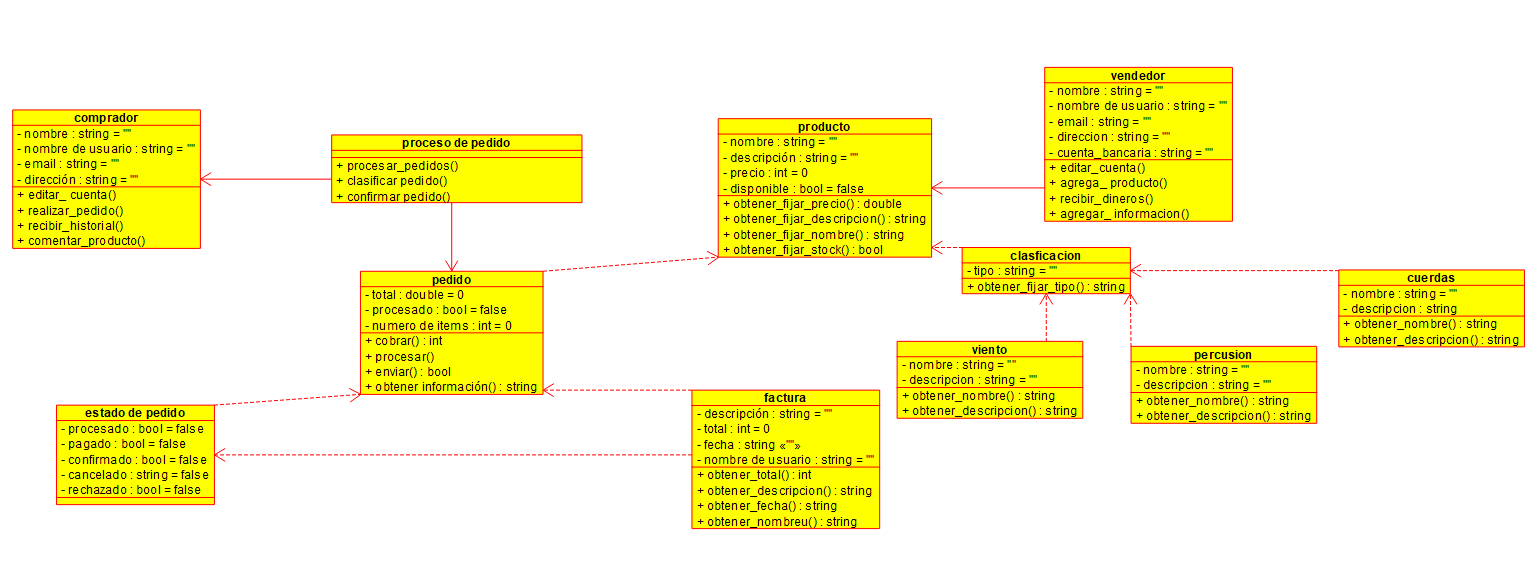 comprador
- nombre : string = ""
- nombre de usuario : string = ""
- email : string = ""
- dirección : string = ""
+ editar_ cuenta()
+ realizar_pedido()
+ recibir_historial()
+ comentar_producto()
proceso de pedido
+ procesar_pedidos()
+ clasificar pedido()
+ confirmar pedido()
producto
- nombre : string = ""
- descripción : string = ""
- precio : int = 0
- disponible : bool = false
+ obtener_fijar_precio() : double
+ obtener_fijar_descripcion() : string
+ obtener_fijar_nombre() : string
+ obtener_fijar_stock() : bool
vendedor
- nombre : string = ""
- nombre de usuario : string = ""
- email : string = ""
- direccion : string = ""
- cuenta_bancaria : string = ""
+ editar_cuenta()
+ agrega_ producto()
+ recibir_dineros()
+ agregar_ informacion()
pedido
- total : double = 0
- procesado : bool = false
- numero de items : int = 0
+ cobrar() : int
+ procesar()
+ enviar() : bool
+ obtener información() : string
clasficacion
- tipo : string = ""
+ obtener_fijar_tipo() : string
cuerdas
- nombre : string = ""
- descripcion : string
+ obtener_nombre() : string
+ obtener_descripcion() : string
viento
- nombre : string = ""
- descripcion : string = ""
+ obtener_nombre() : string
+ obtener_descripcion() : string
percusion
- nombre : string = ""
- descripcion : string = ""
+ obtener_nombre() : string
+ obtener_descripcion() : string
estado de pedido
- procesado : bool = false
- pagado : bool = false
- confirmado : bool = false
- cancelado : string = false
- rechazado : bool = false
factura
- descripción : string = ""
- total : int = 0
- fecha : string «""»
- nombre de usuario : string = ""
+ obtener_total() : int
+ obtener_descripcion() : string
+ obtener_fecha() : string
+ obtener_nombreu() : string